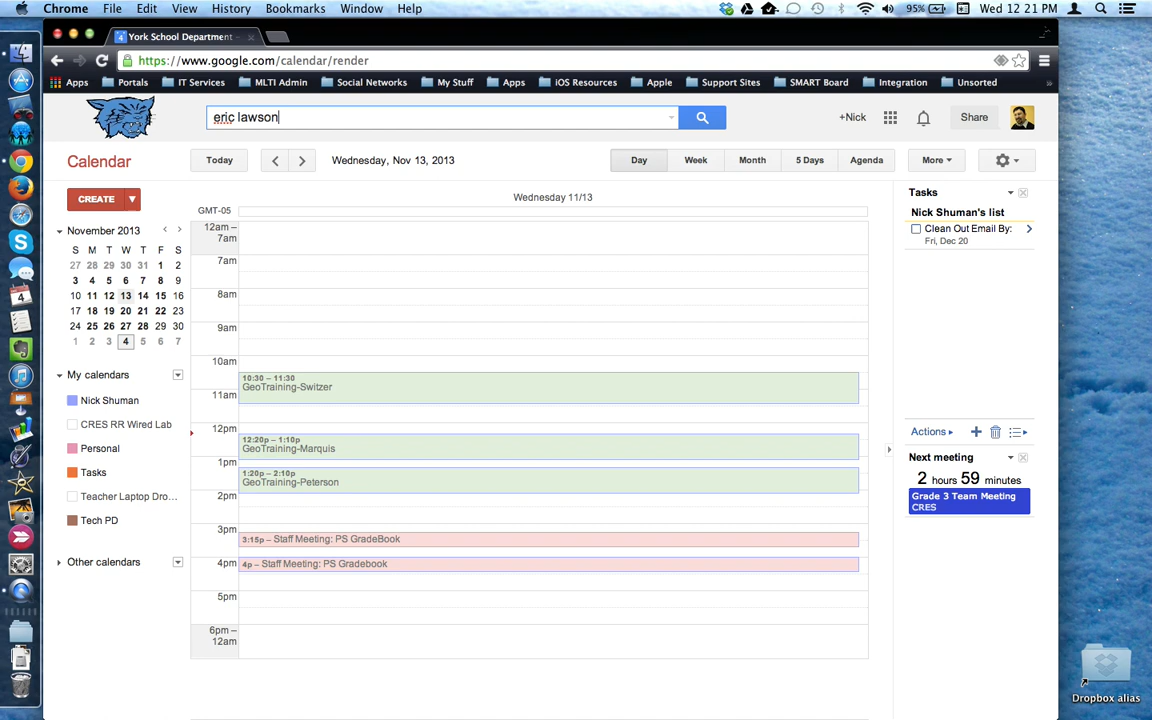 Chrome File Edit View History Bookmarks Window Help 95% Wed 12 21 PM
York School Department -
https://www.google.com/calendar/render
Apps Portals IT Services MLTI Admin Social Networks My Stuff Apps iOS Resources Apple Support Sites SMART Board Integration Unsorted »
eric lawson
+Nick Share
Calendar Today Wednesday, Nov 13, 2013 Day Week Month 5 Days Agenda More
CREATE
November 2013
S M T W T F S
27 28 29 30 31 1 2
3 4 5 6 7 8 9
10 11 12 13 14 15 16
17 18 19 20 21 22 23
24 25 26 27 28 29 30
1 2 3 4 5 6 7
My calendars
Nick Shuman
CRES RR Wired Lab
Personal
Tasks
Teacher Laptop Dro...
Tech PD
Other calendars
Wednesday 11/13
GMT-05
12am –
7am
7am
8am
9am
10am
10:30 – 11:30
GeoTraining-Switzer
11am
12pm
12:20p – 1:10p
GeoTraining-Marquis
1pm
1:20p – 2:10p
GeoTraining-Peterson
2pm
3pm
3:15p – Staff Meeting: PS GradeBook
4pm
4p – Staff Meeting: PS Gradebook
5pm
6pm –
12am
Tasks
Nick Shuman's list
Clean Out Email By:
Fri, Dec 20
Actions
Next meeting
2 hours 59 minutes
Grade 3 Team Meeting
CRES
Dropbox alias